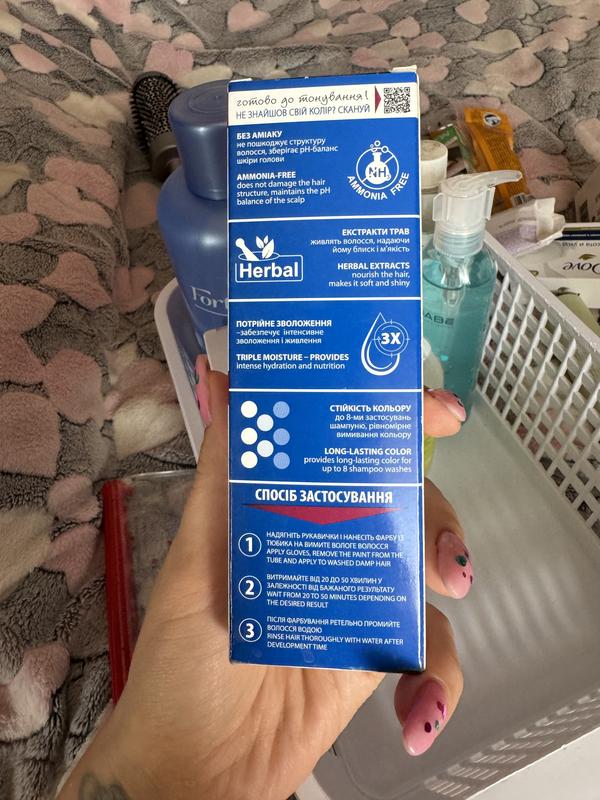 готово до тонування!
НЕ ЗНАЙШОВ СВІЙ КОЛІР? СКАНУЙ
БЕЗ АМІАКУ
не пошкоджує структуру
волосся, зберігає pH-баланс
шкіри голови
AMMONIA-FREE
does not damage the hair
structure, maintains the pH
balance of the scalp
NH3
AMMONIA FREE
ЕКСТРАКТИ ТРАВ
живлять волосся, надаючи
йому блиск і м'якість
Herbal
HERBAL EXTRACTS
nourish the hair,
makes it soft and shiny
ПОТРІЙНЕ ЗВОЛОЖЕННЯ
–забезпечує інтенсивне
зволоження і живлення
TRIPLE MOISTURE – PROVIDES
intense hydration and nutrition
3X
СТІЙКІСТЬ КОЛЬОРУ
до 8-ми застосувань
шампуню, рівномірне
вимивання кольору
LONG-LASTING COLOR
provides long-lasting color for
up to 8 shampoo washes
СПОСІБ ЗАСТОСУВАННЯ
1
НАДЯГНІТЬ РУКАВИЧКИ І НАНЕСІТЬ ФАРБУ ІЗ
ТЮБИКА НА ВИМИТЕ ВОЛОГЕ ВОЛОССЯ
APPLY GLOVES, REMOVE THE PAINT FROM THE
TUBE AND APPLY TO WASHED DAMP HAIR
2
ВИТРИМАЙТЕ ВІД 20 ДО 50 ХВИЛИН У
ЗАЛЕЖНОСТІ ВІД БАЖАНОГО РЕЗУЛЬТАТУ
WAIT FROM 20 TO 50 MINUTES DEPENDING ON
THE DESIRED RESULT
3
ПІСЛЯ ФАРБУВАННЯ РЕТЕЛЬНО ПРОМИЙТЕ
ВОЛОССЯ ВОДОЮ
RINSE HAIR THOROUGHLY WITH WATER AFTER
DEVELOPMENT TIME
Dove